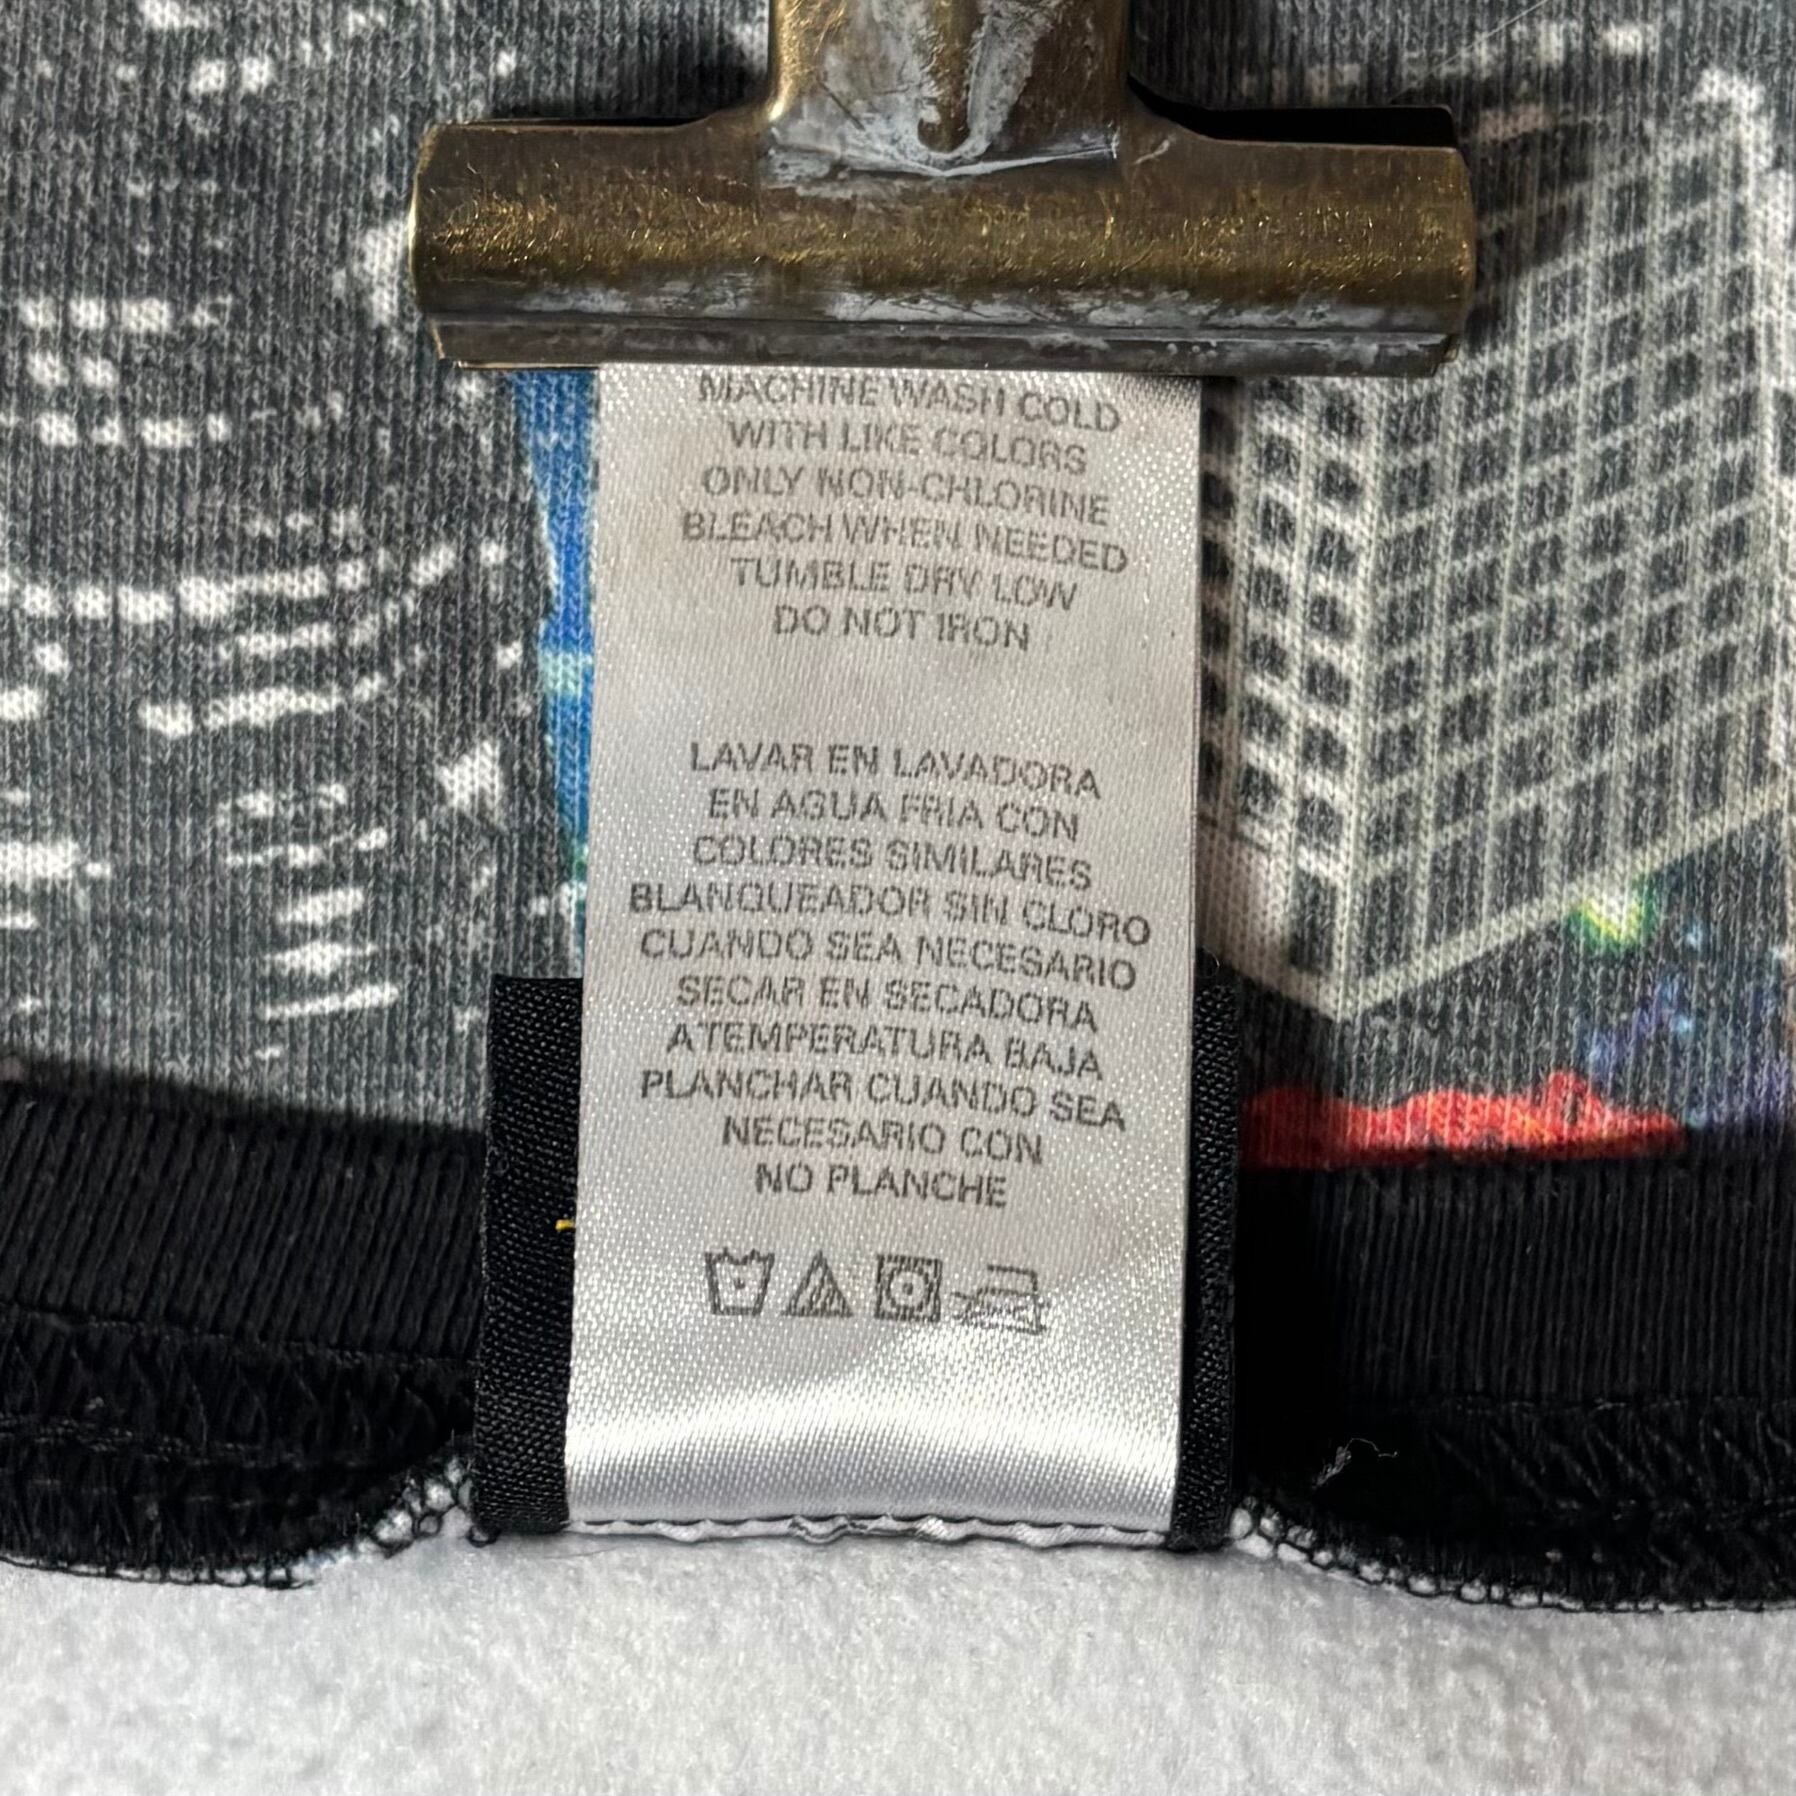 MACHINE WASH COLD
WITH LIKE COLORS
ONLY NON-CHLORINE
BLEACH WHEN NEEDED
TUMBLE DRY LOW
DO NOT IRON
LAVAR EN LAVADORA
EN AGUA FRIA CON
COLORES SIMILARES
BLANQUEADOR SIN CLORO
CUANDO SEA NECESARIO
SECAR EN SECADORA
A TEMPERATURA BAJA
PLANCHAR CUANDO SEA
NECESARIO CON
NO PLANCHE